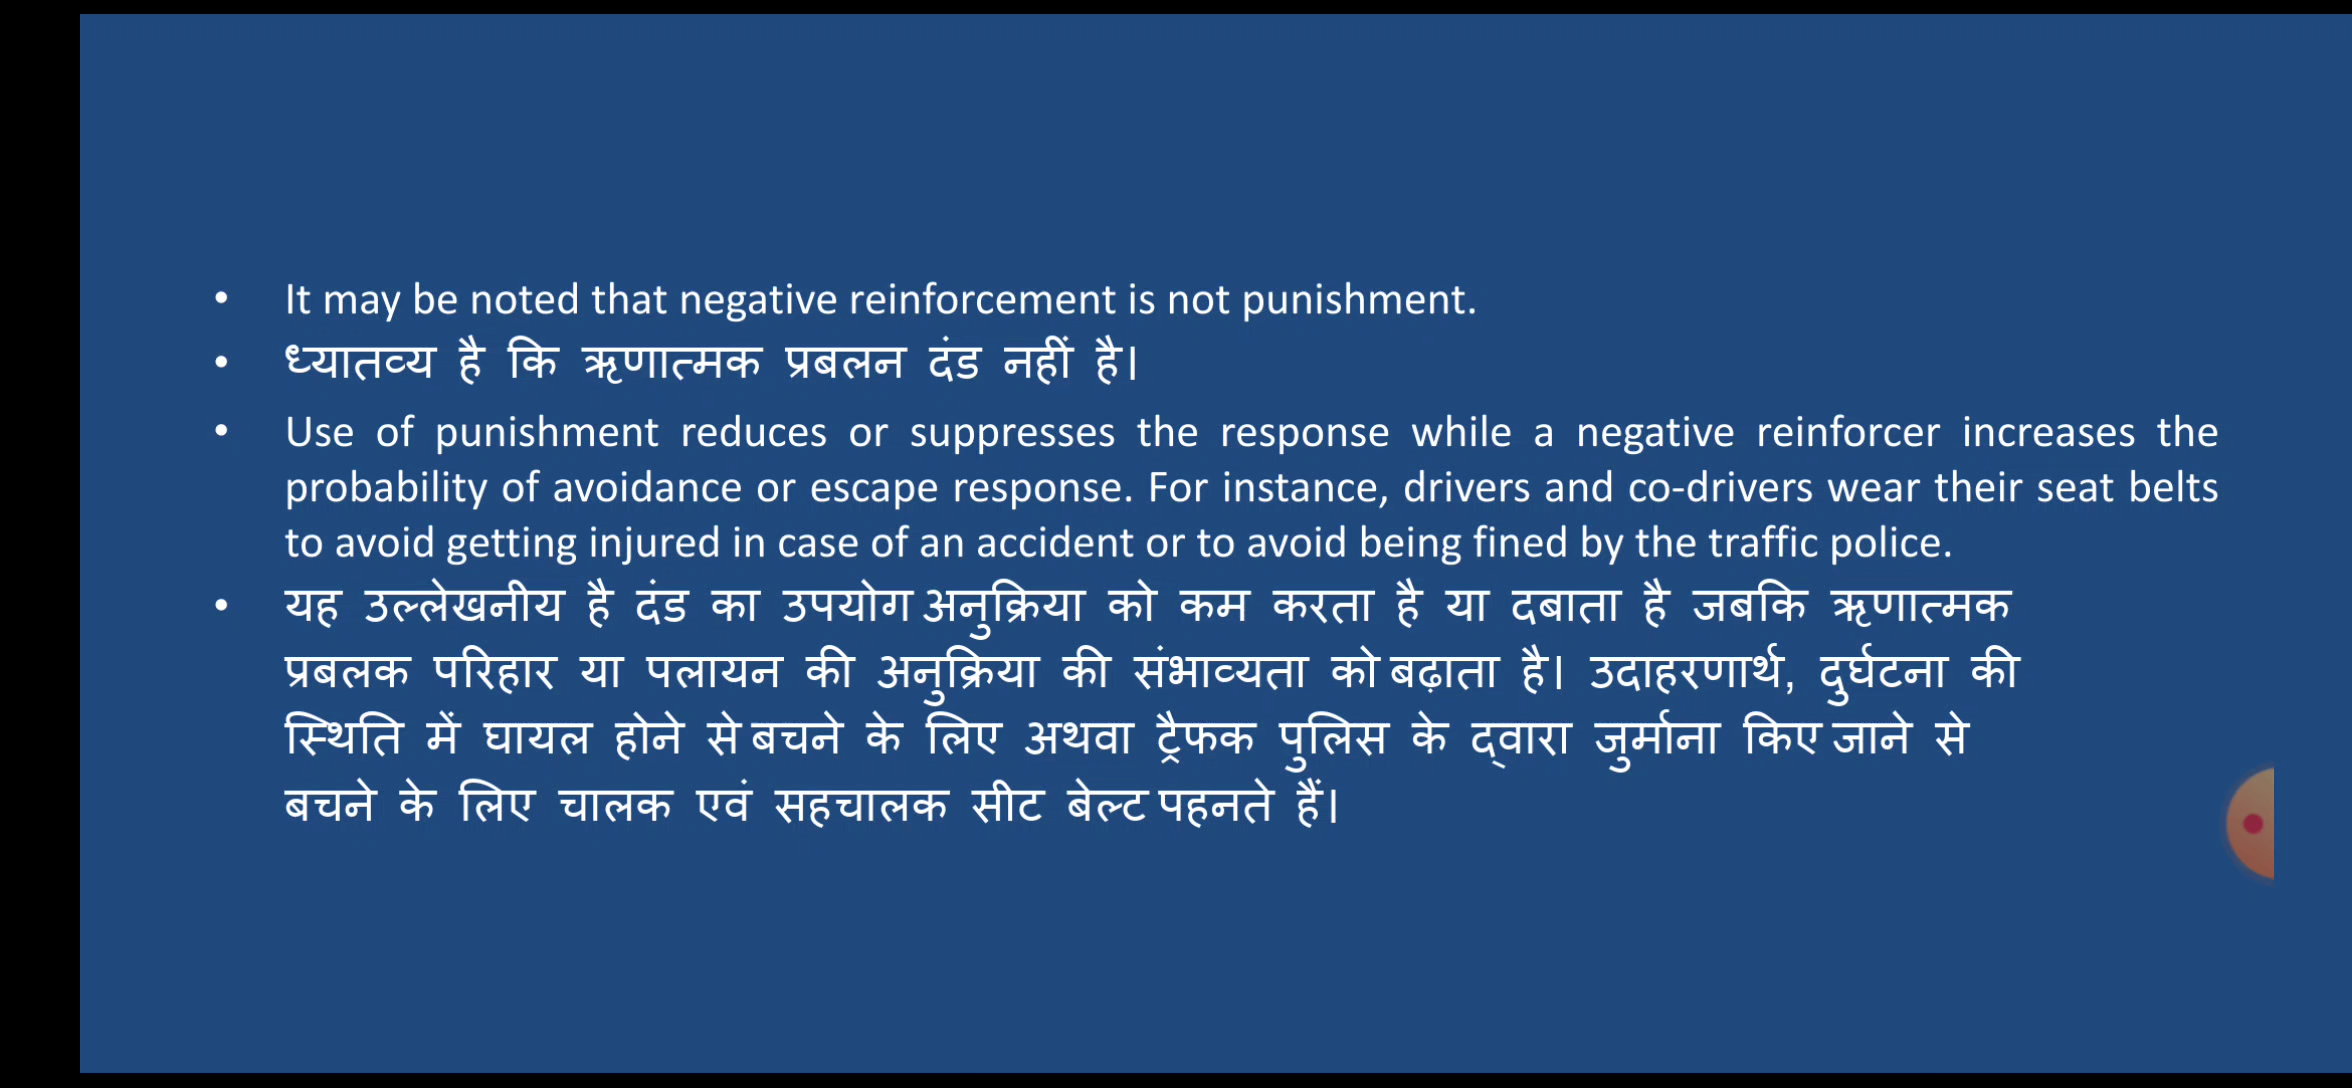 • It may be noted that negative reinforcement is not punishment.
• ध्यातव्य है कि ऋणात्मक प्रबलन दंड नहीं है।
• Use of punishment reduces or suppresses the response while a negative reinforcer increases the
probability of avoidance or escape response. For instance, drivers and co-drivers wear their seat belts
to avoid getting injured in case of an accident or to avoid being fined by the traffic police.
• यह उल्लेखनीय है दंड का उपयोग अनुक्रिया को कम करता है या दबाता है जबकि ऋणात्मक
प्रबलक परिहार या पलायन की अनुक्रिया की संभाव्यता को बढ़ाता है। उदाहरणार्थ, दुर्घटना की
स्थिति में घायल होने से बचने के लिए अथवा ट्रैफक पुलिस के द्वारा जुर्माना किए जाने से
बचने के लिए चालक एवं सहचालक सीट बेल्ट पहनते हैं।